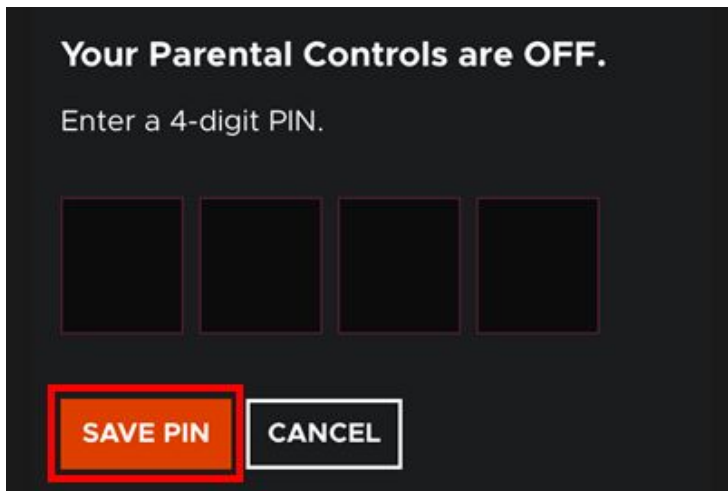 Your Parental Controls are OFF.
Enter a 4-digit PIN.
SAVE PIN
CANCEL